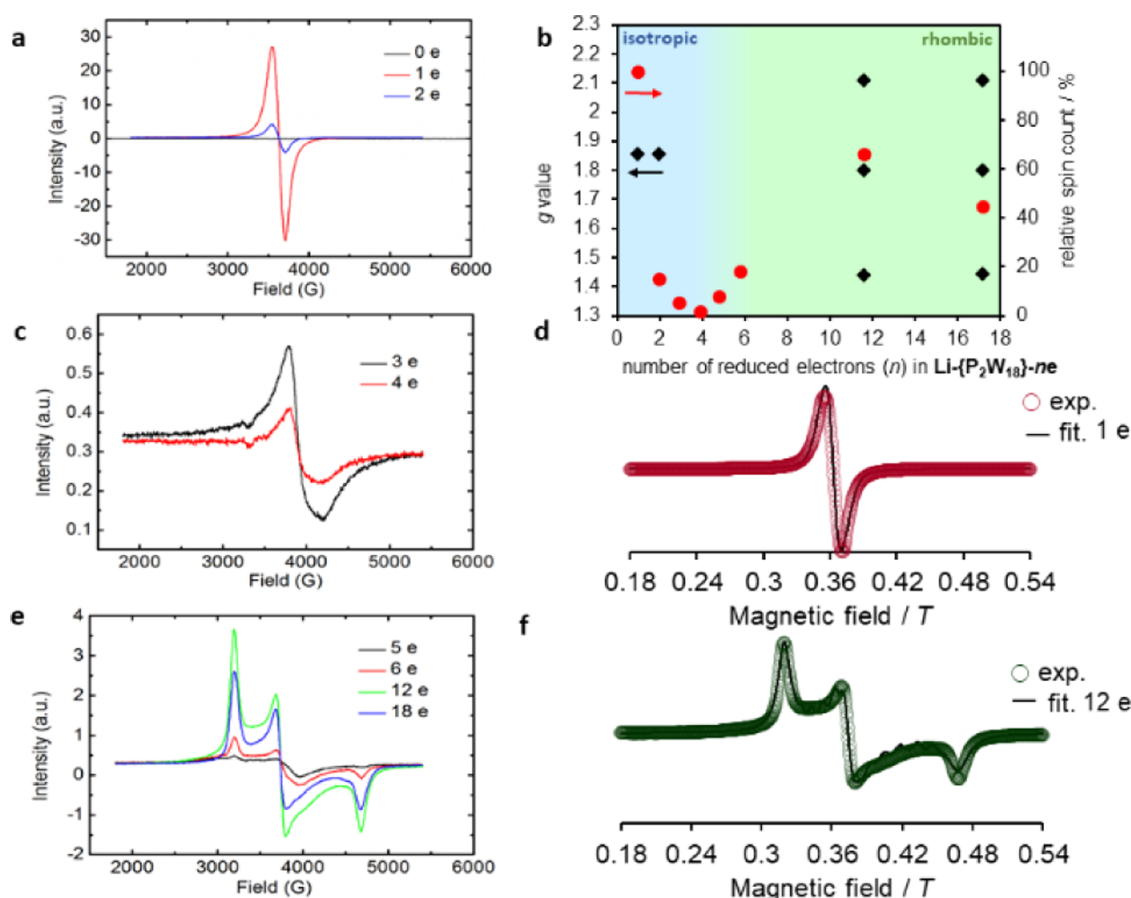 a
30
20
10
0
-10
-20
-30
Intensity (a.u.)
0 e
1 e
2 e
2000 3000 4000 5000 6000
Field (G)
b
isotropic
rhombic
2.3
2.2
2.1
2
1.9
1.8
1.7
1.6
1.5
1.4
1.3
g value
100
80
60
40
20
0
relative spin count / %
0 2 4 6 8 10 12 14 16 18
number of reduced electrons (n) in Li-{P₂W₁₈}-ne
c
0.6
0.5
0.4
0.3
0.2
0.1
Intensity (a.u.)
3 e
4 e
2000 3000 4000 5000 6000
Field (G)
d
exp.
fit. 1 e
0.18 0.24 0.3 0.36 0.42 0.48 0.54
Magnetic field / T
e
4
3
2
1
0
-1
-2
Intensity (a.u.)
5 e
6 e
12 e
18 e
2000 3000 4000 5000 6000
Field (G)
f
exp.
fit. 12 e
0.18 0.24 0.3 0.36 0.42 0.48 0.54
Magnetic field / T